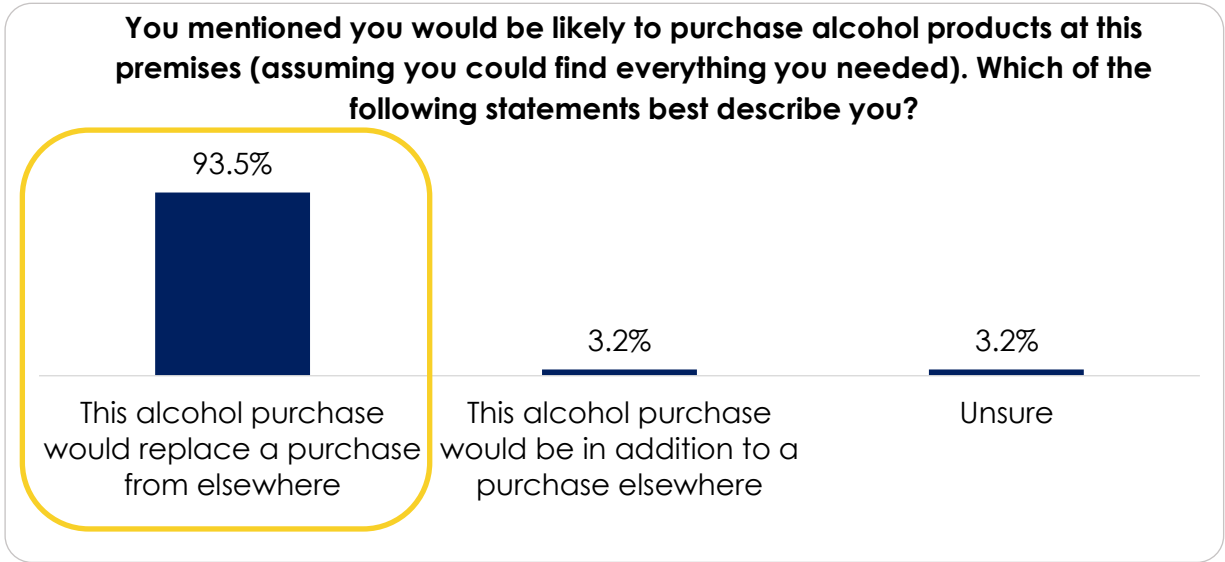 You mentioned you would be likely to purchase alcohol products at this
premises (assuming you could find everything you needed). Which of the
following statements best describe you?
93.5%
3.2%
3.2%
This alcohol purchase
would replace a purchase
from elsewhere
This alcohol purchase
would be in addition to a
purchase elsewhere
Unsure